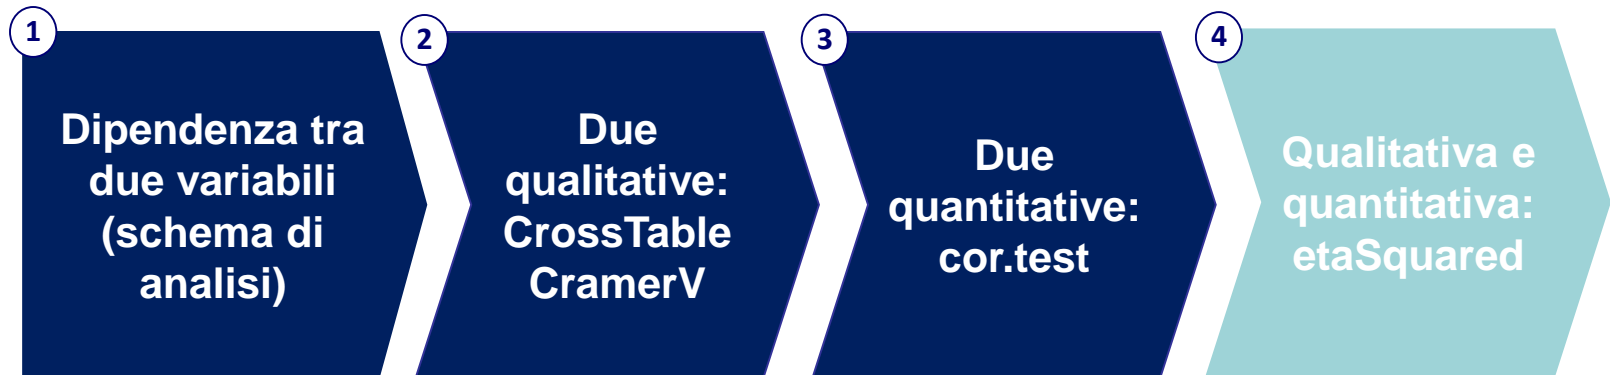 1
Dipendenza tra
due variabili
(schema di
analisi)
2
Due
qualitative:
CrossTable
CramerV
3
Due
quantitative:
cor.test
4
Qualitativa e
quantitativa:
etaSquared